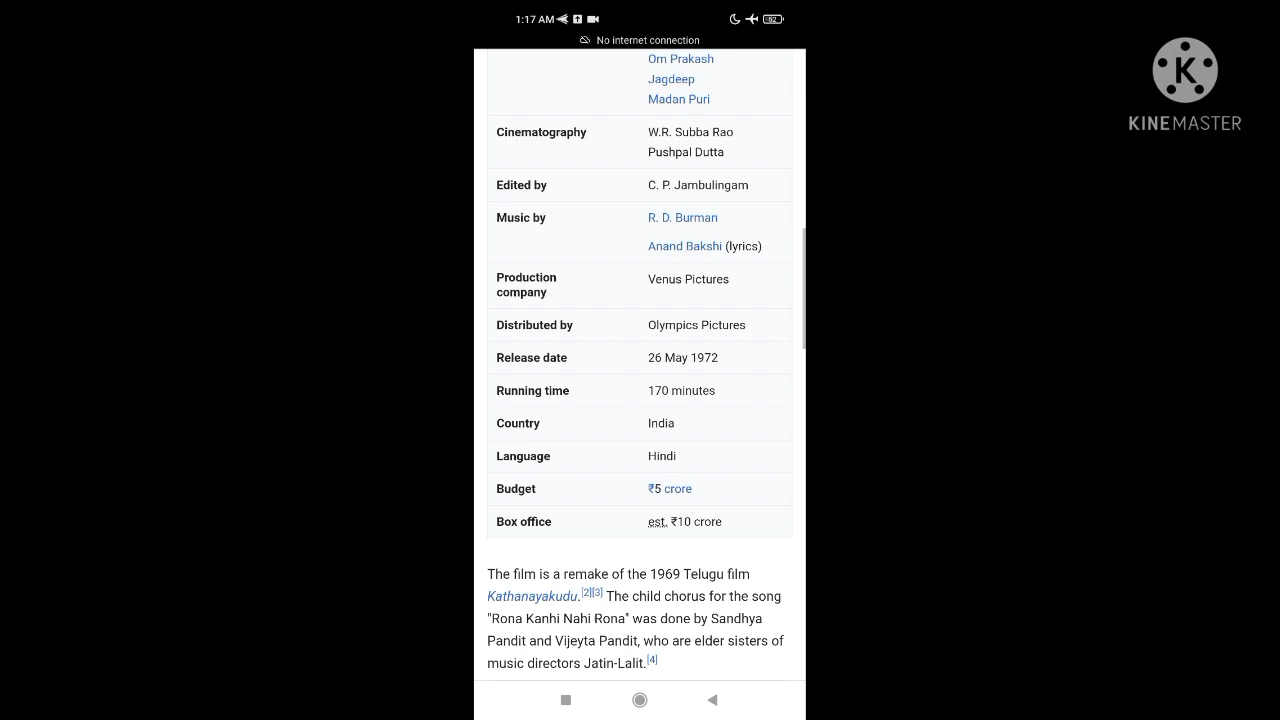 1:17 AM
52
No internet connection
K
KINEMASTER
Om Prakash
Jagdeep
Madan Puri
Cinematography
W.R. Subba Rao
Pushpal Dutta
Edited by
C. P. Jambulingam
Music by
R. D. Burman
Anand Bakshi (lyrics)
Production
company
Venus Pictures
Distributed by
Olympics Pictures
Release date
26 May 1972
Running time
170 minutes
Country
India
Language
Hindi
Budget
₹5 crore
Box office
est. ₹10 crore
The film is a remake of the 1969 Telugu film
Kathanayakudu.[2][3] The child chorus for the song
"Rona Kanhi Nahi Rona" was done by Sandhya
Pandit and Vijeyta Pandit, who are elder sisters of
music directors Jatin-Lalit.[4]